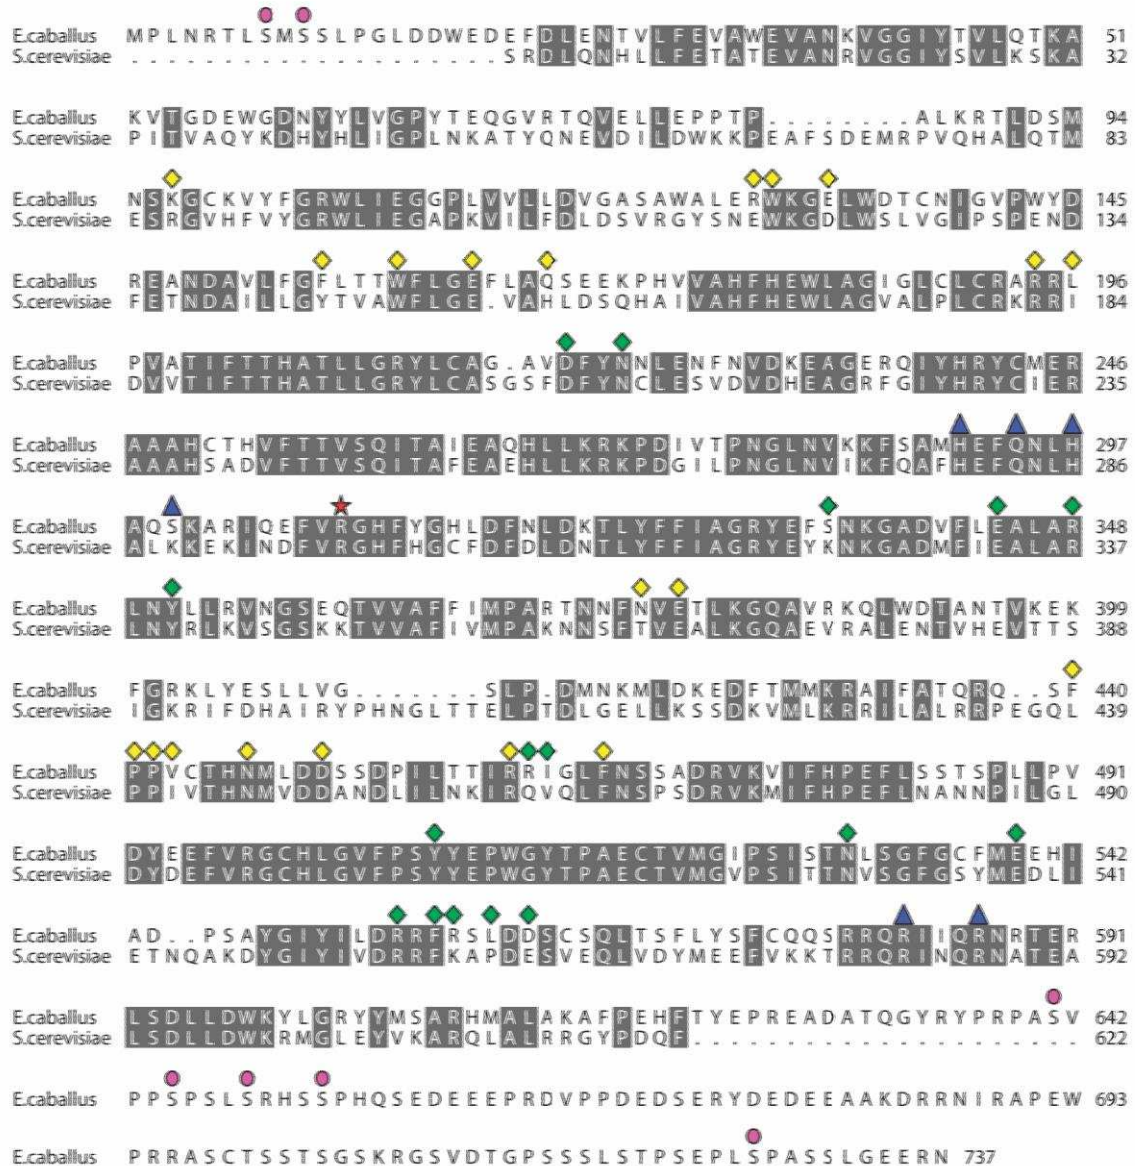 E.caballus MPLNRTLSMSSLPGLDDWEDEFDLENTVLFEVAWEVANKVGGIYTVLQTKA 51
S.cerevisiae ....................SRDLQNHLLFETATEVANRVGGIYSVLKSKA 32
E.caballus KVTGDEWGDNYYLVGPYTEQGVRTQVELLEPPTP........ALKRTLDSM 94
S.cerevisiae PITVAQYKDHYHLIGPLNKATYQNEVDILDWKKPEAFSDEMRPVQHALQTM 83
E.caballus NSKGCKVYFGRWLIEGGPLVVLLDVGASAWALERWKGELWDTCNIGVPWYD 145
S.cerevisiae ESRGVHFVYGRWLIEGAPKVILFDLDSVRGYSNEWKGDLWSLVGIPSPEND 134
E.caballus REANDAVLFGFLTTWFLGEFLAQSEEKPHVVAHFHEWLAGIGLCLCRARRL 196
S.cerevisiae FETNDAILLGYTVAWFLGE.VAHLDSQHAIVAHFHEWLAGVALPLCRKRRI 184
E.caballus PVATIFTTHATLLGRYLCAG.AVDFYNNLENFNVDKEAGERQIYHRYCMER 246
S.cerevisiae DVVTIFTTHATLLGRYLCASGSFDFYNCLESVDVDHEAGRFGIYHRYCIER 235
E.caballus AAAHCTHVFTTVSQITAIEAQHLLKRKPDIVTPNGLNVKKFSAMHEFQNLH 297
S.cerevisiae AAAHSADVFTTVSQITAFEAEHLLKRKPDGILPNGLNVIKFQAFHEFQNLH 286
E.caballus AQSKARIQEFVRGHFYGHLDFNLDKTLYFFIAGRYEFSNKGADVFLEALAR 348
S.cerevisiae ALKKEKINDFVRGHFHGCFDFDLDNTLYFFIAGRYEYKNKGADMFIEALAR 337
E.caballus LNYLLRVNGSEQTVVAFFIMPARTNNFNVETLKGQAVRKQLWDTANTVKEK 399
S.cerevisiae LNYRLKVSGSKKTVVAFIVMPAKNNSFTVEALKGQAEVRALENTVHEVTTS 388
E.caballus FGRKLYESLLVG.......SLP.DMNKMLDKEDFTMMKRAIFATQRQ..SF 440
S.cerevisiae IGKRIFDHAIRYPHNGLTTELPTDLGELLKSSDKVMLKRRILALRRPEGQL 439
E.caballus PPVCTHNMLDDSSDPILTTIRRIGLFNSSADRVKVIFHPEFLSSTSPLLPV 491
S.cerevisiae PPIVTHNMVDDANDLILNKIRQVQLFNSPSDRVKMIFHPEFLNANNPILGL 490
E.caballus DYEEFVRGCHLGVFPSYYEPWGYTPAECTVMGIPSISTNLSGFGCFMEEHI 542
S.cerevisiae DYDEFVRGCHLGVFPSYYEPWGYTPAECTVMGVPSITTNVSGFGSYMEDLI 541
E.caballus AD..PSAYGIYILDRRFRSLDDSCSQLTSFLYSFCQQSRRQRIIQRNRTER 591
S.cerevisiae ETNQAKDYGIYIVDRRFKAPDESVEQLVDYMEEFVKKTRRQRINQRNATEA 592
E.caballus LSDLLDWKYLGRYYMSARHMALAKAFPEHFTYEPREADATQGYRYPRPASV 642
S.cerevisiae LSDLLDWKRMGLEYVKARQLALRRGYPDQF..................... 622
E.caballus PPSPSLSRHSSPHQSEDEEEPRDVPPDEDSERYDEDEEAAKDRRNIRAPEW 693
E.caballus PRRASCTSSTSGSKRGSVDTGPSSSLSTPSEPLSPASSLGEERN 737